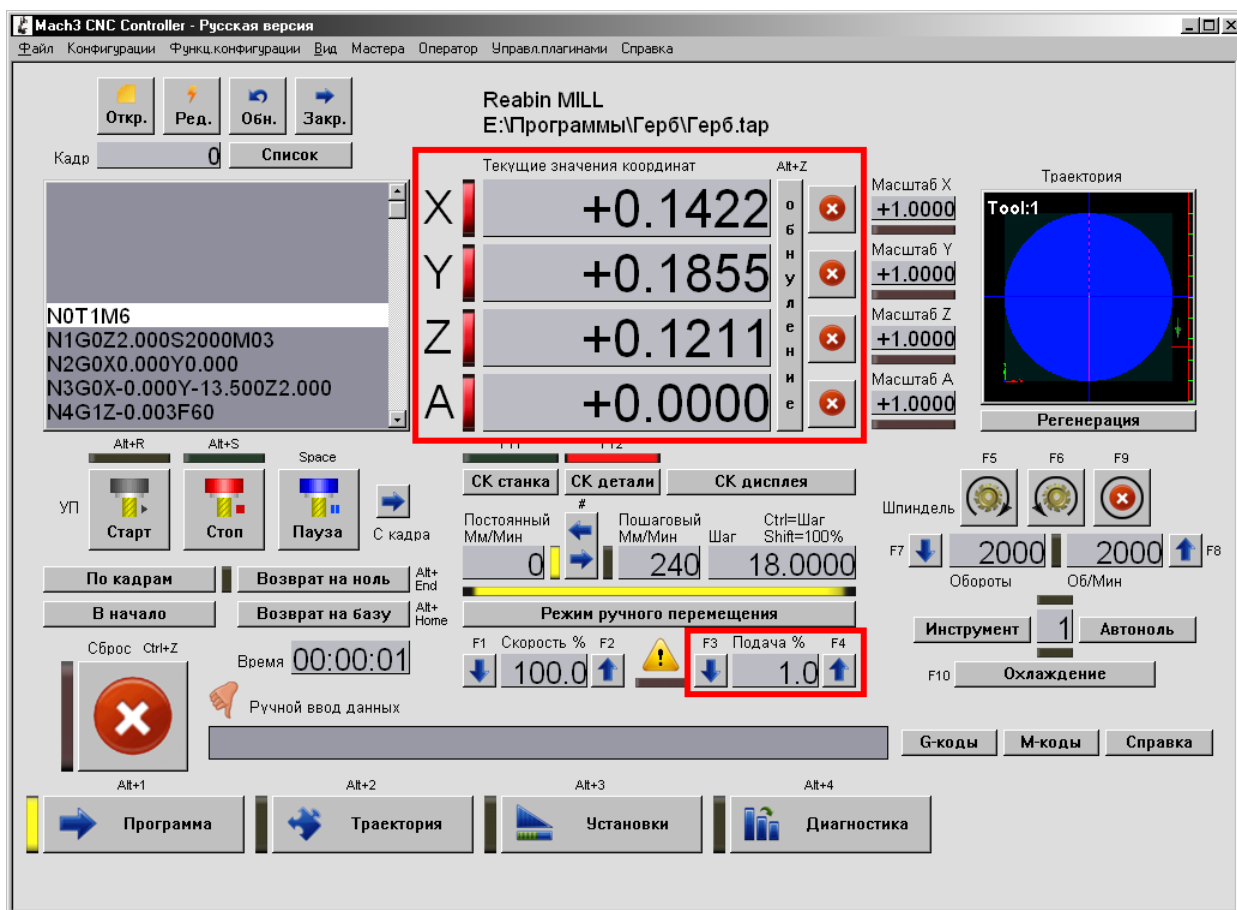 Mach3 CNC Controller - Русская версия
Файл Конфигурации Функц.конфигурации Вид Мастера Оператор Управл.плагинами Справка
Откр. Ред. Обн. Закр.
Reabin MILL
E:\Программы\Герб\Герб.tap
Кадр 0 Список
Текущие значения координат Alt+Z
X +0.1422
Y +0.1855
Z +0.1211
A +0.0000
обнуление
Масштаб X
+1.0000
Масштаб Y
+1.0000
Масштаб Z
+1.0000
Масштаб A
+1.0000
Траектория
Tool:1
Регенерация
N0T1M6
N1G0Z2.000S2000M03
N2G0X0.000Y0.000
N3G0X-0.000Y-13.500Z2.000
N4G1Z-0.003F60
Alt+R Alt+S Space
УП Старт Стоп Пауза С кадра
F11 F12
СК станка СК детали СК дисплея
Постоянный # Пошаговый Ctrl=Шаг
Мм/Мин Мм/Мин Шаг Shift=100%
0 240 18.0000
F5 F6 F9
Шпиндель
F7 2000 2000 F8
Обороты Об/Мин
По кадрам Возврат на ноль Alt+
End
В начало Возврат на базу Alt+
Home
Режим ручного перемещения
Инструмент 1 Автоноль
Сброс Ctrl+Z
Время 00:00:01
F1 Скорость % F2 F3 Подача % F4
100.0 1.0
F10 Охлаждение
Ручной ввод данных
G-коды М-коды Справка
Alt+1 Alt+2 Alt+3 Alt+4
Программа Траектория Установки Диагностика